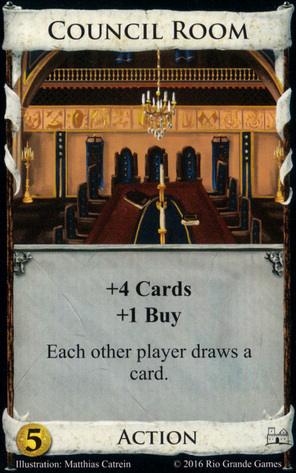 COUNCIL ROOM
+4 Cards
+1 Buy
Each other player draws a
card.
5 ACTION
Illustration: Matthias Catrein © 2016 Rio Grande Games